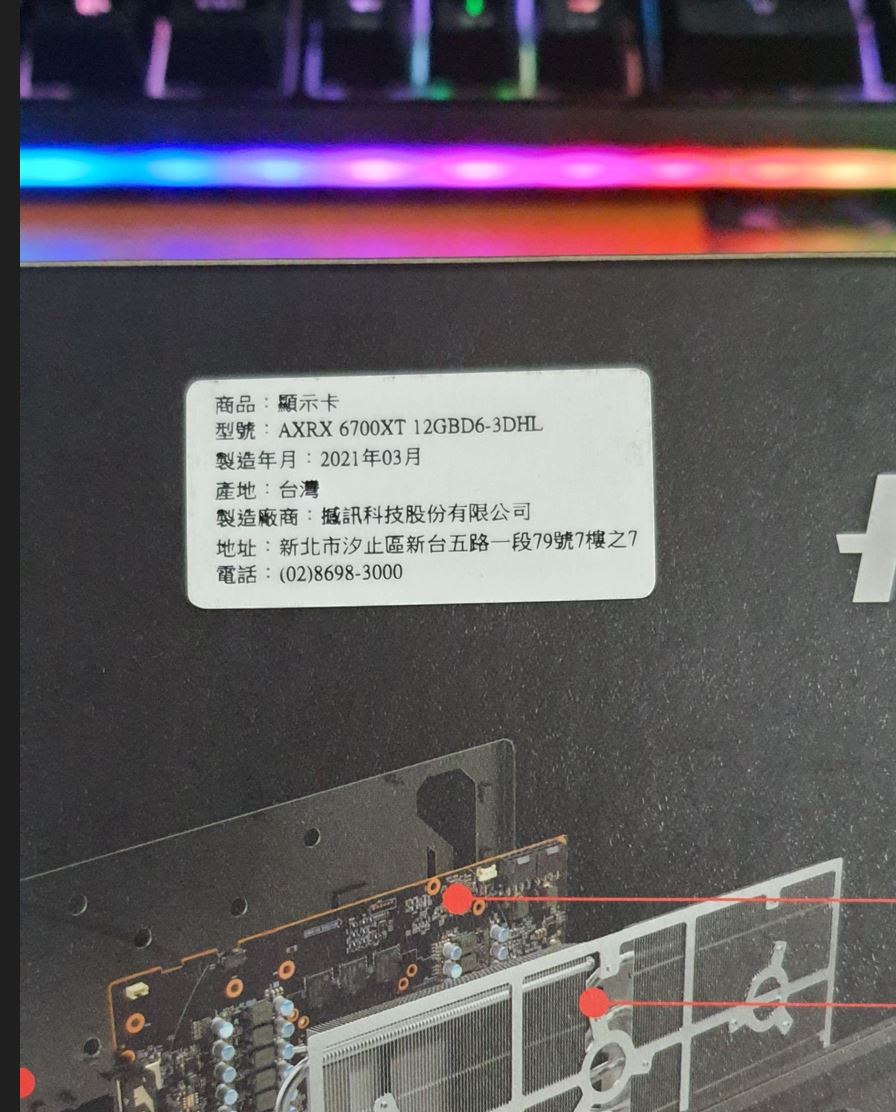 商品：顯示卡
型號：AXRX 6700XT 12GBD6-3DHL
製造年月：2021年03月
產地：台灣
製造廠商：撼訊科技股份有限公司
地址：新北市汐止區新台五路一段79號7樓之7
電話：(02)8698-3000